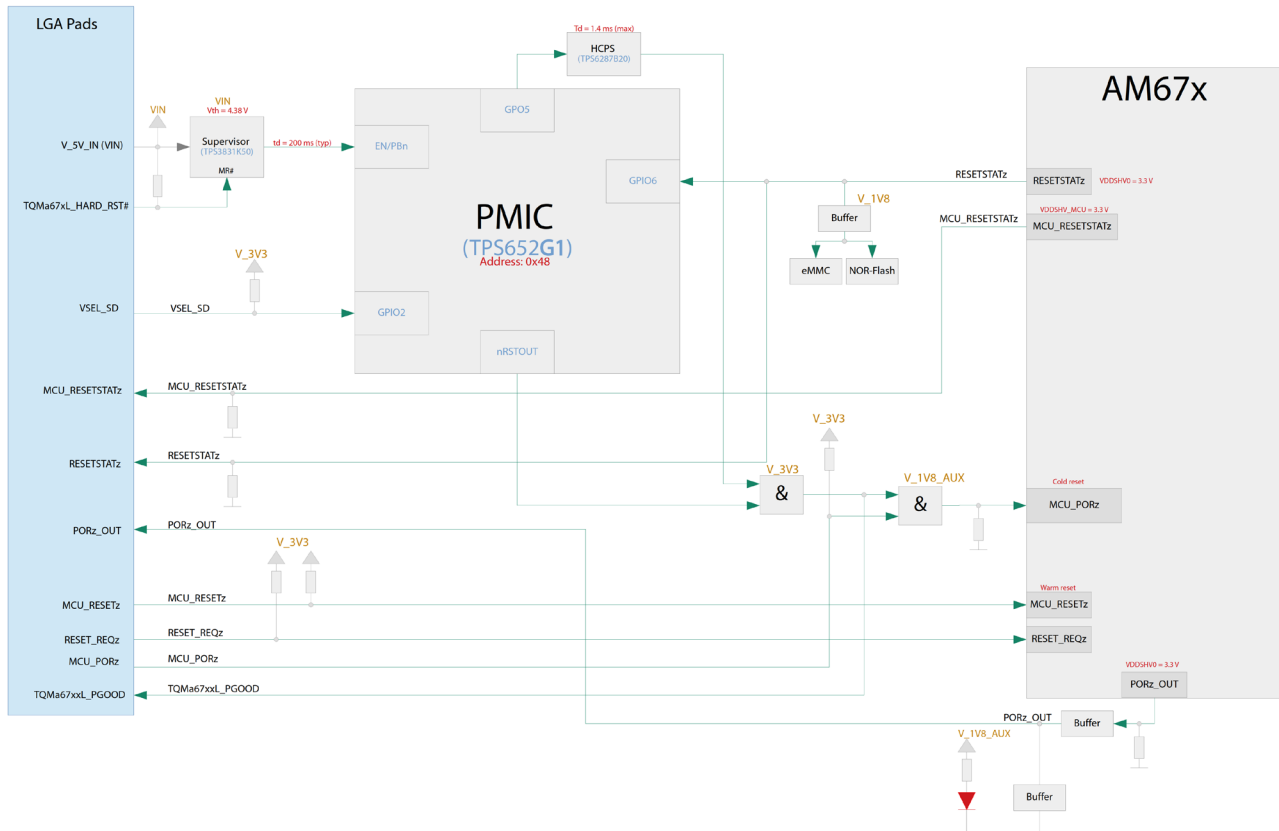 LGA Pads
V_5V_IN (VIN)
TQMa67xL_HARD_RST#
VSEL_SD
MCU_RESETSTATz
RESETSTATz
PORz_OUT
MCU_RESETz
RESET_REQz
MCU_PORz
TQMa67xxL_PGOOD
VIN
VIN
Vth = 4.38 V
Supervisor
(TPS3831K50)
MR#
td = 200 ms (typ)
Td = 1.4 ms (max)
HCPS
(TPS6287B20)
GPO5
EN/PBn
GPIO6
PMIC
(TPS652G1)
Address: 0x48
GPIO2
nRSTOUT
V_3V3
VSEL_SD
AM67x
RESETSTATz
RESETSTATz
VDDSHV0 = 3.3 V
VDDSHV_MCU = 3.3 V
MCU_RESETSTATz
MCU_RESETSTATz
V_1V8
Buffer
eMMC
NOR-Flash
MCU_RESETSTATz
RESETSTATz
V_3V3
V_3V3
&
V_1V8_AUX
&
Cold reset
MCU_PORz
PORz_OUT
V_3V3
MCU_RESETz
Warm reset
MCU_RESETz
RESET_REQz
RESET_REQz
MCU_PORz
TQMa67xxL_PGOOD
VDDSHV0 = 3.3 V
PORz_OUT
PORz_OUT
Buffer
V_1V8_AUX
Buffer